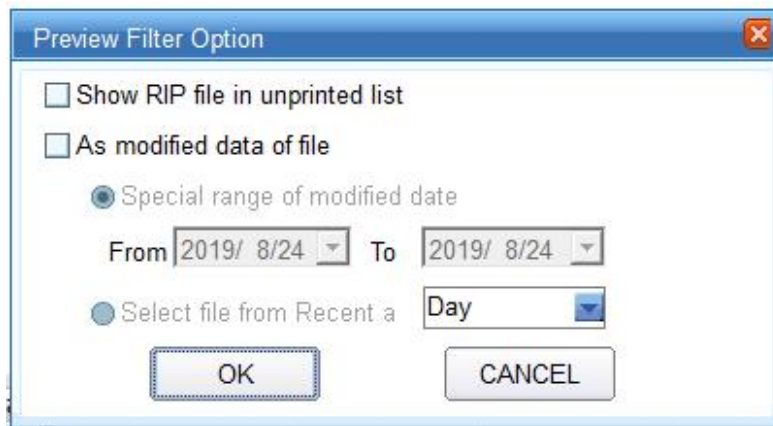 Preview Filter Option
Show RIP file in unprinted list
As modified data of file
Special range of modified date
From 2019/ 8/24 To 2019/ 8/24
Select file from Recent a Day
OK CANCEL